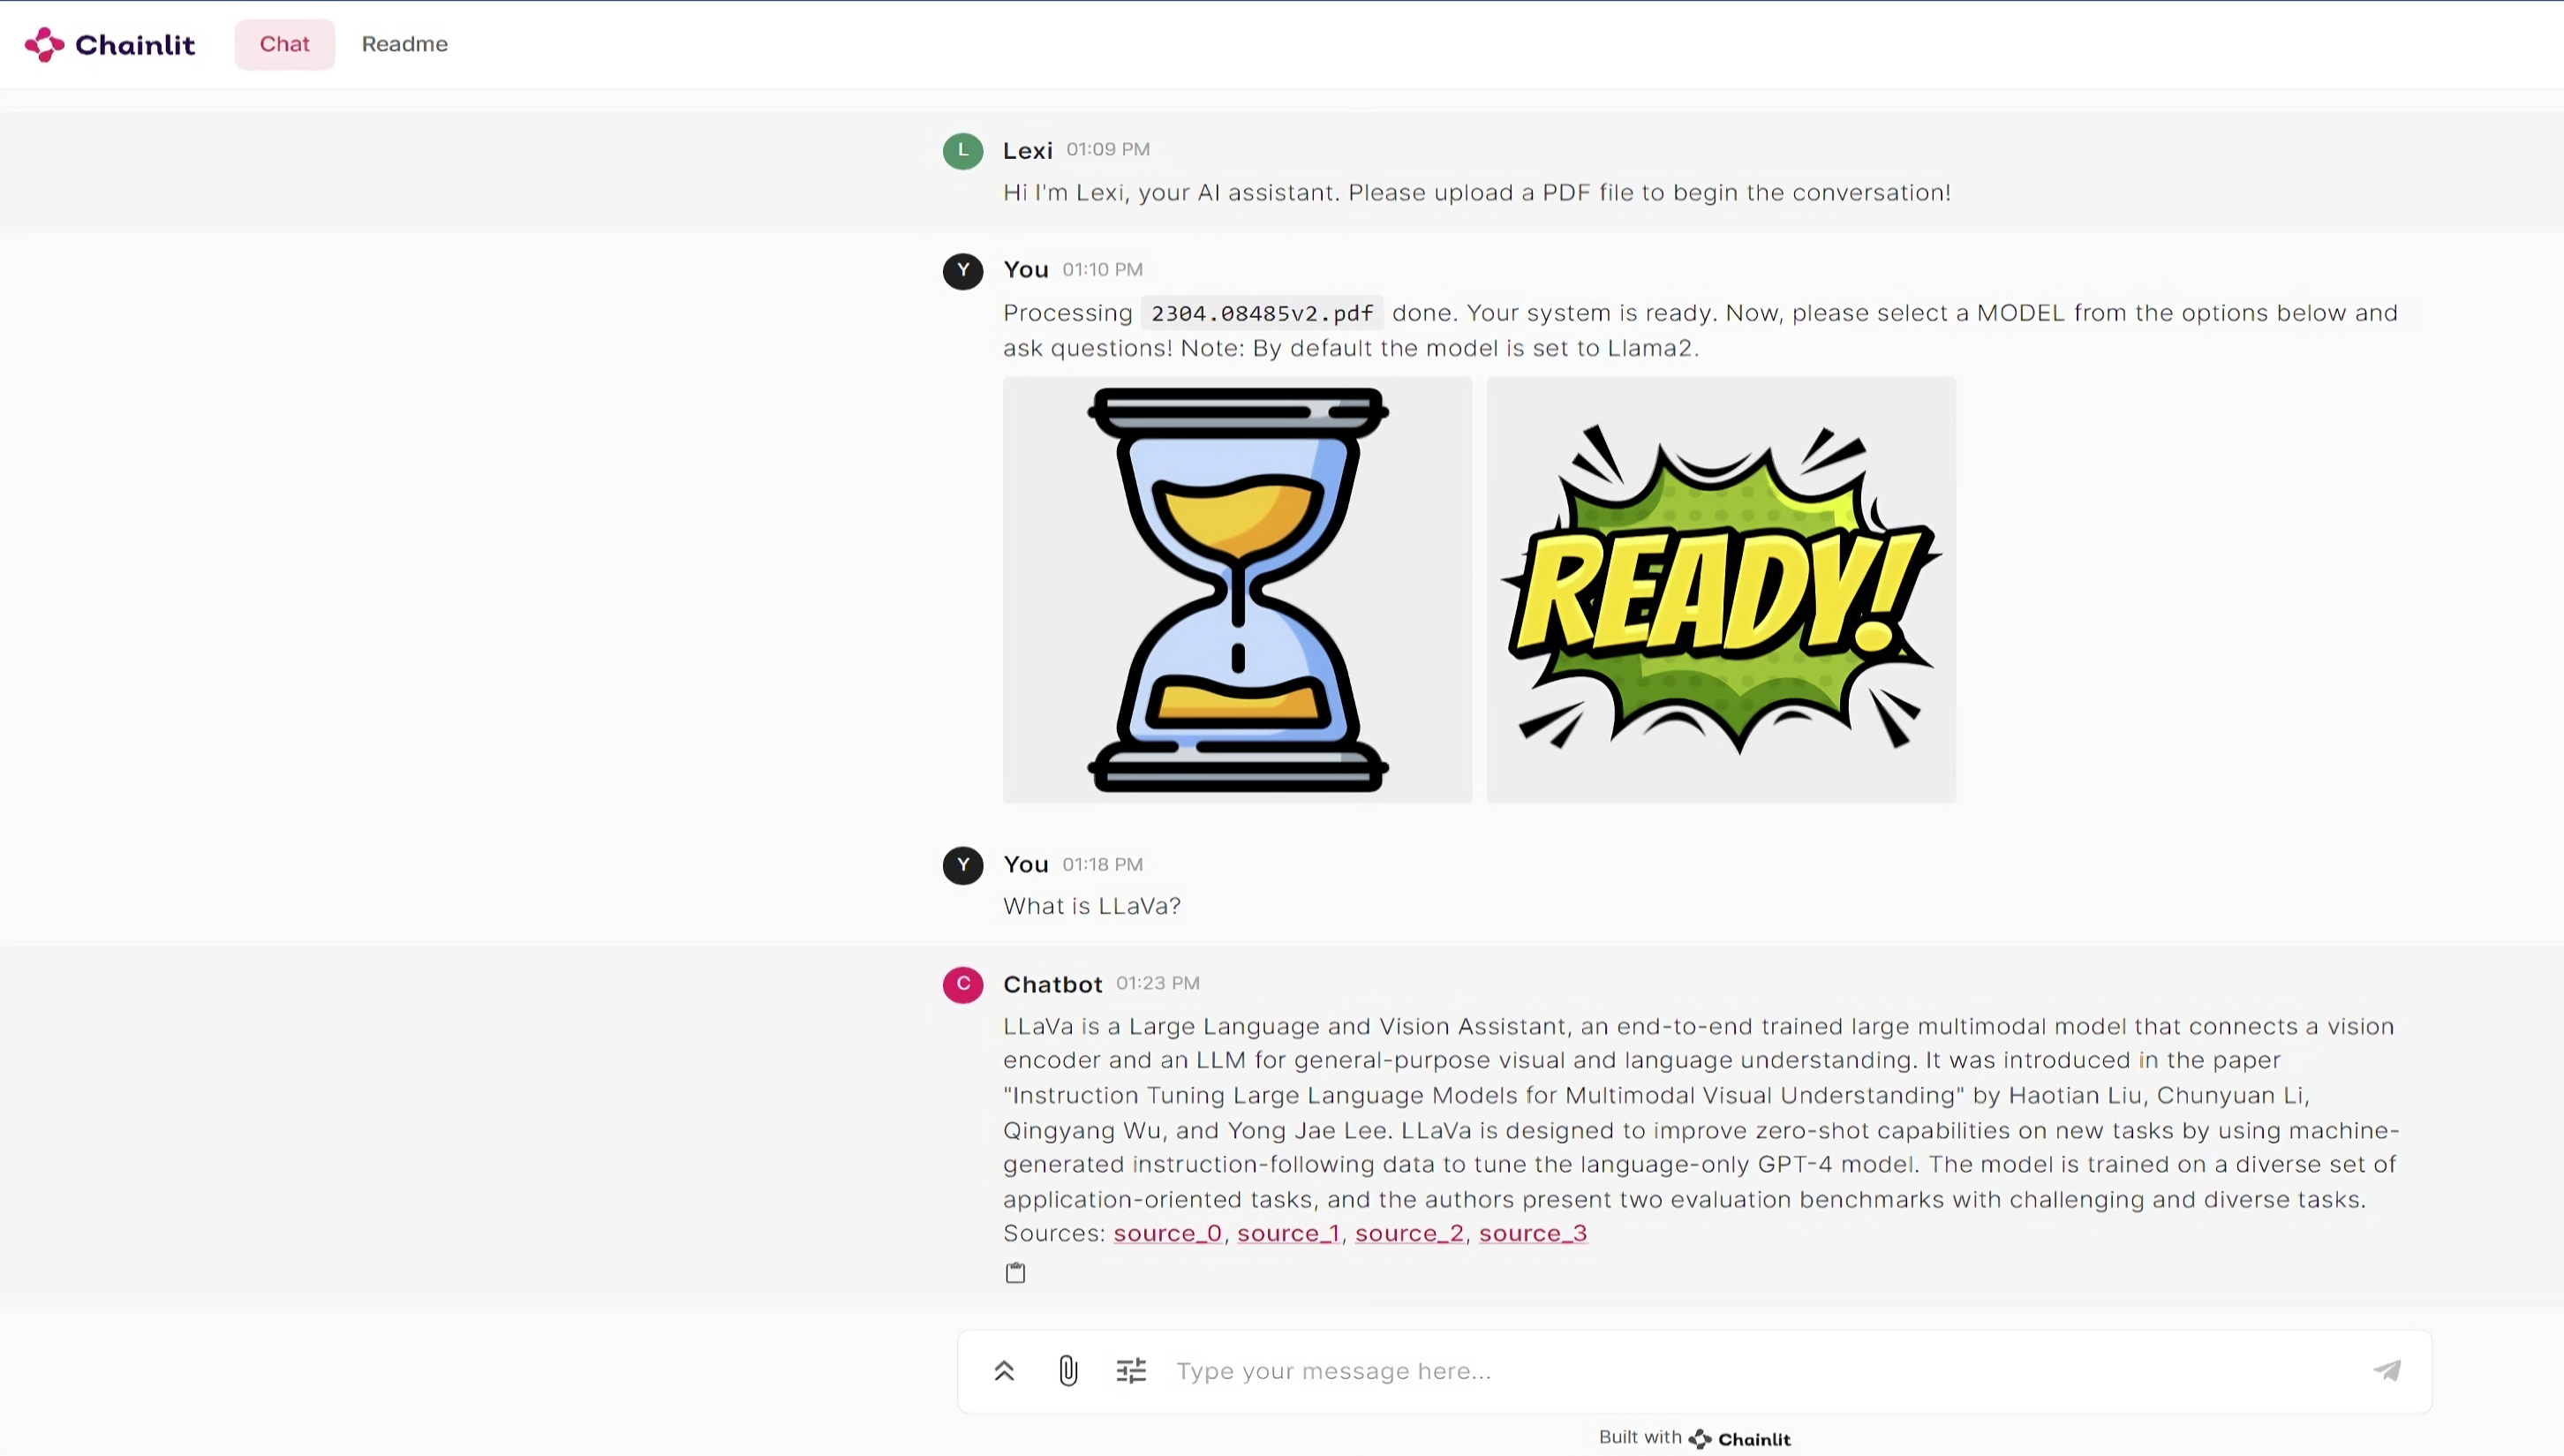 Chainlit Chat Readme
L Lexi 01:09 PM
Hi I'm Lexi, your AI assistant. Please upload a PDF file to begin the conversation!
Y You 01:10 PM
Processing 2304.08485v2.pdf done. Your system is ready. Now, please select a MODEL from the options below and
ask questions! Note: By default the model is set to Llama2.
READY!
Y You 01:18 PM
What is LLaVa?
C Chatbot 01:23 PM
LLaVa is a Large Language and Vision Assistant, an end-to-end trained large multimodal model that connects a vision
encoder and an LLM for general-purpose visual and language understanding. It was introduced in the paper
"Instruction Tuning Large Language Models for Multimodal Visual Understanding" by Haotian Liu, Chunyuan Li,
Qingyang Wu, and Yong Jae Lee. LLaVa is designed to improve zero-shot capabilities on new tasks by using machine-
generated instruction-following data to tune the language-only GPT-4 model. The model is trained on a diverse set of
application-oriented tasks, and the authors present two evaluation benchmarks with challenging and diverse tasks.
Sources: source_0, source_1, source_2, source_3
Type your message here...
Built with Chainlit